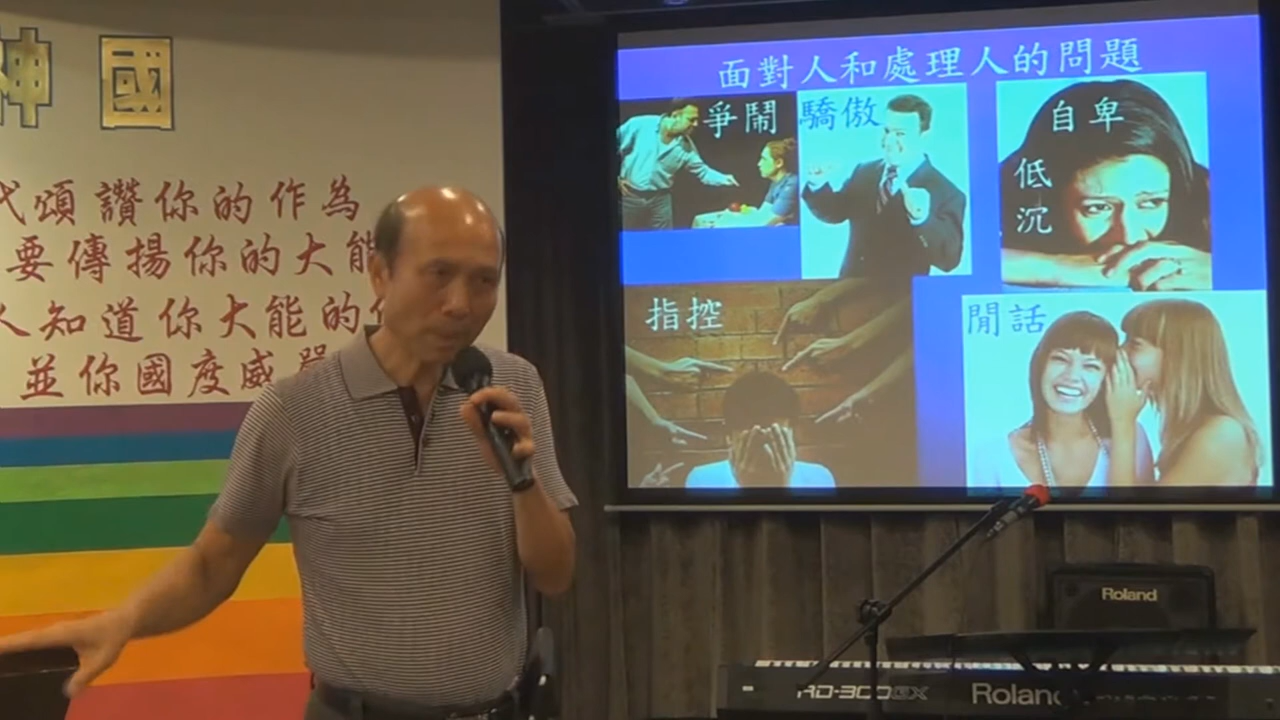 神國
代頌讚你的作為
要傳揚你的大能
人知道你大能的作
並你國度威嚴
面對人和處理人的問題
爭鬧
驕傲
自卑
低沉
指控
閒話
Roland
RD-300GX
Roland